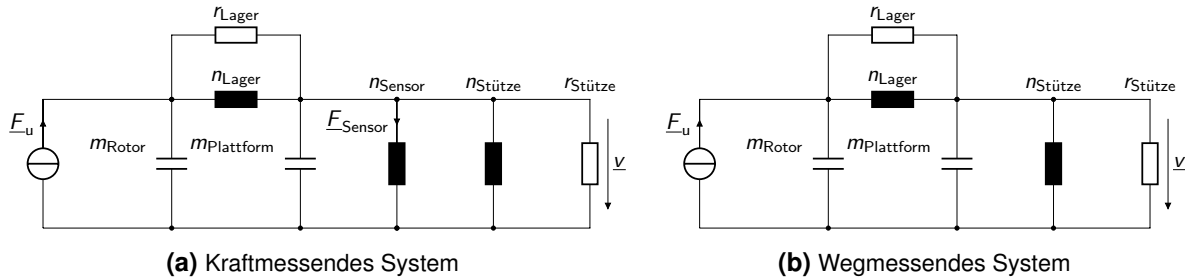 r_Lager
n_Lager
n_Sensor
n_Stütze
r_Stütze
F_u
m_Rotor
m_Plattform
F_Sensor
v
(a) Kraftmessendes System
r_Lager
n_Lager
n_Stütze
r_Stütze
F_u
m_Rotor
m_Plattform
v
(b) Wegmessendes System